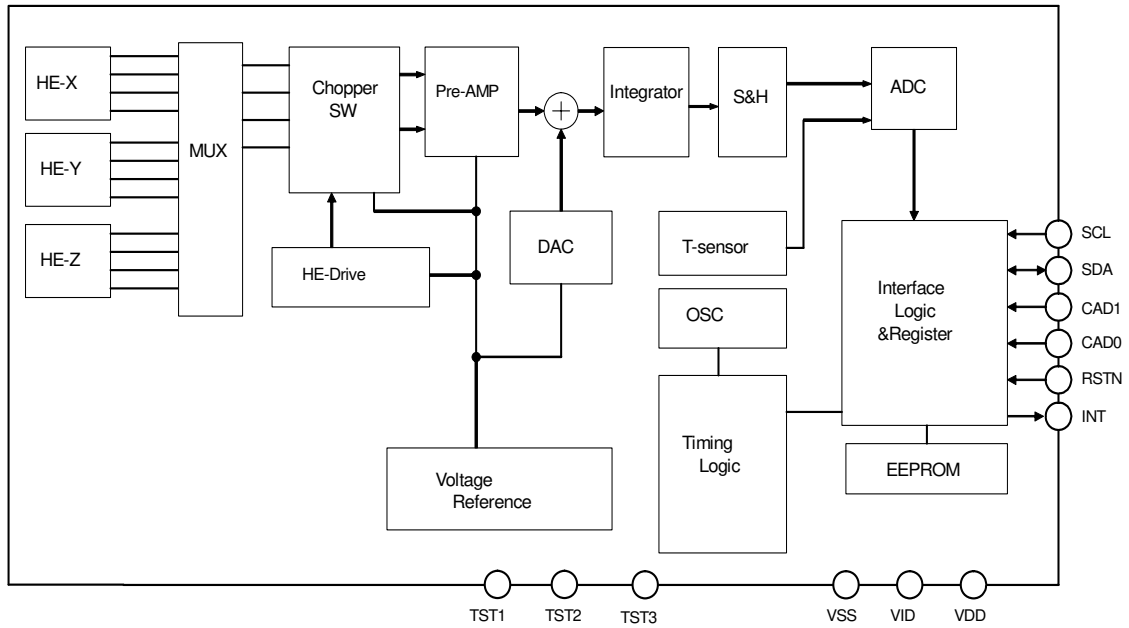 HE-X
HE-Y
HE-Z
MUX
Chopper
SW
Pre-AMP
+
Integrator
S&H
ADC
HE-Drive
DAC
T-sensor
OSC
Timing
Logic
Interface
Logic
&Register
EEPROM
Voltage
Reference
SCL
SDA
CAD1
CAD0
RSTN
INT
TST1
TST2
TST3
VSS
VID
VDD